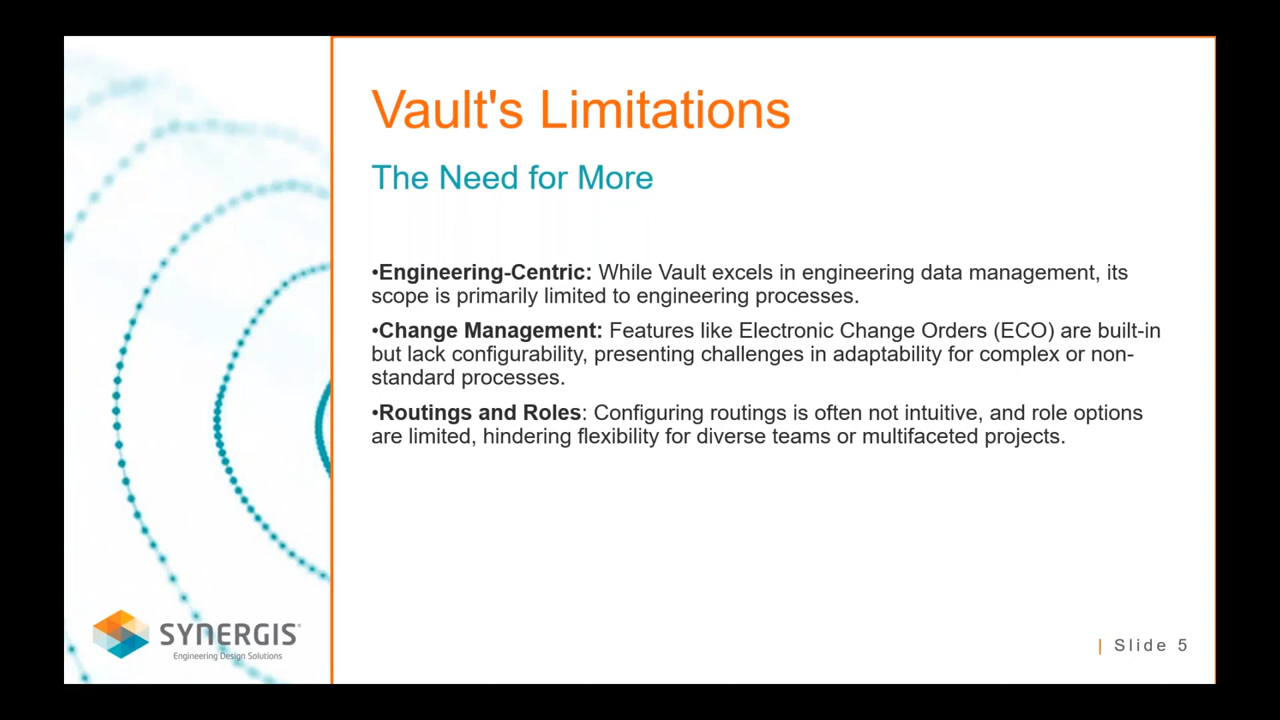 Vault's Limitations
The Need for More
•Engineering-Centric: While Vault excels in engineering data management, its
scope is primarily limited to engineering processes.
•Change Management: Features like Electronic Change Orders (ECO) are built-in
but lack configurability, presenting challenges in adaptability for complex or non-
standard processes.
•Routings and Roles: Configuring routings is often not intuitive, and role options
are limited, hindering flexibility for diverse teams or multifaceted projects.
SYNERGIS®
Engineering Design Solutions
| Slide 5